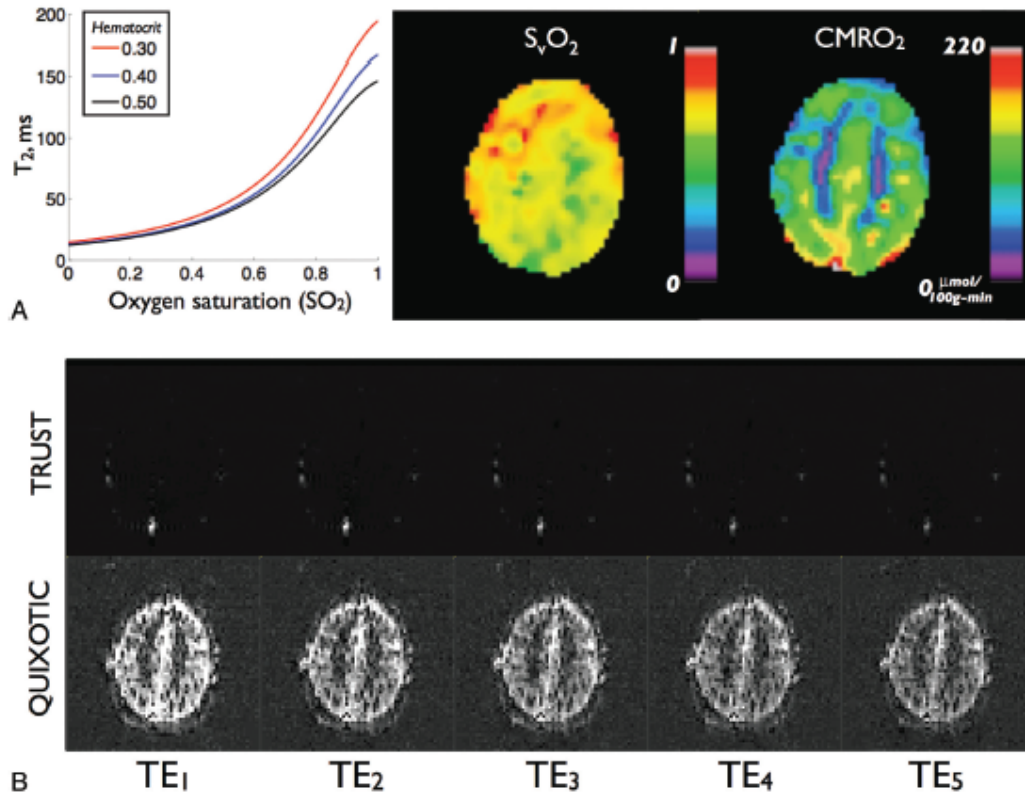 200
150
100
50
0
T2, ms
Hematocrit
0.30
0.40
0.50
0 0.2 0.4 0.6 0.8 1
Oxygen saturation (SO2)
A
SvO2
1
0
CMRO2
220
0 μmol/
100g-min
TRUST
QUIXOTIC
B
TE1 TE2 TE3 TE4 TE5